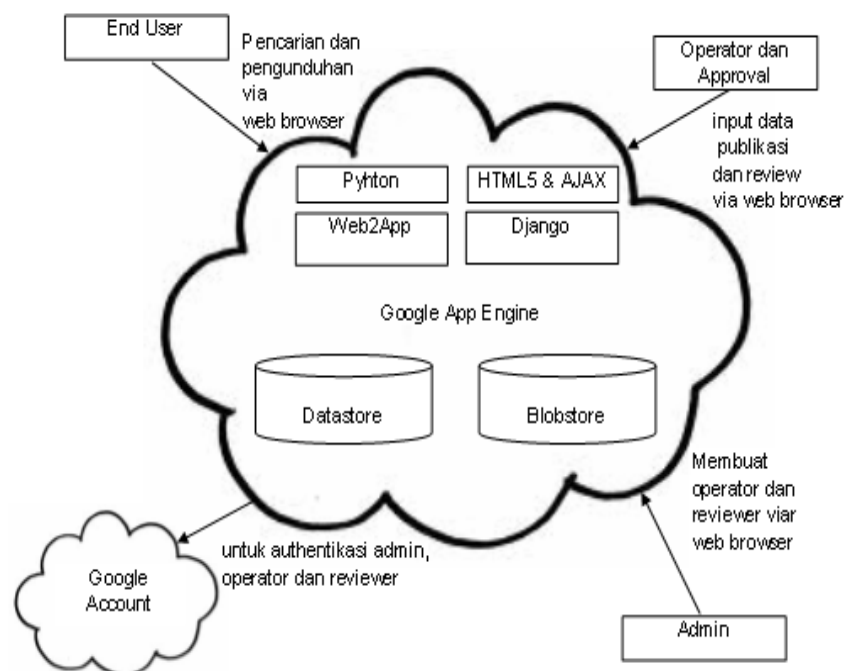 End User
Pencarian dan
pengunduhan
via
web browser
Operator dan
Approval
input data
publikasi
dan review
via web browser
Pyhton
HTML5 & AJAX
Web2App
Django
Google App Engine
Datastore
Blobstore
Membuat
operator dan
reviewer viar
web browser
untuk authentikasi admin,
operator dan reviewer
Google
Account
Admin